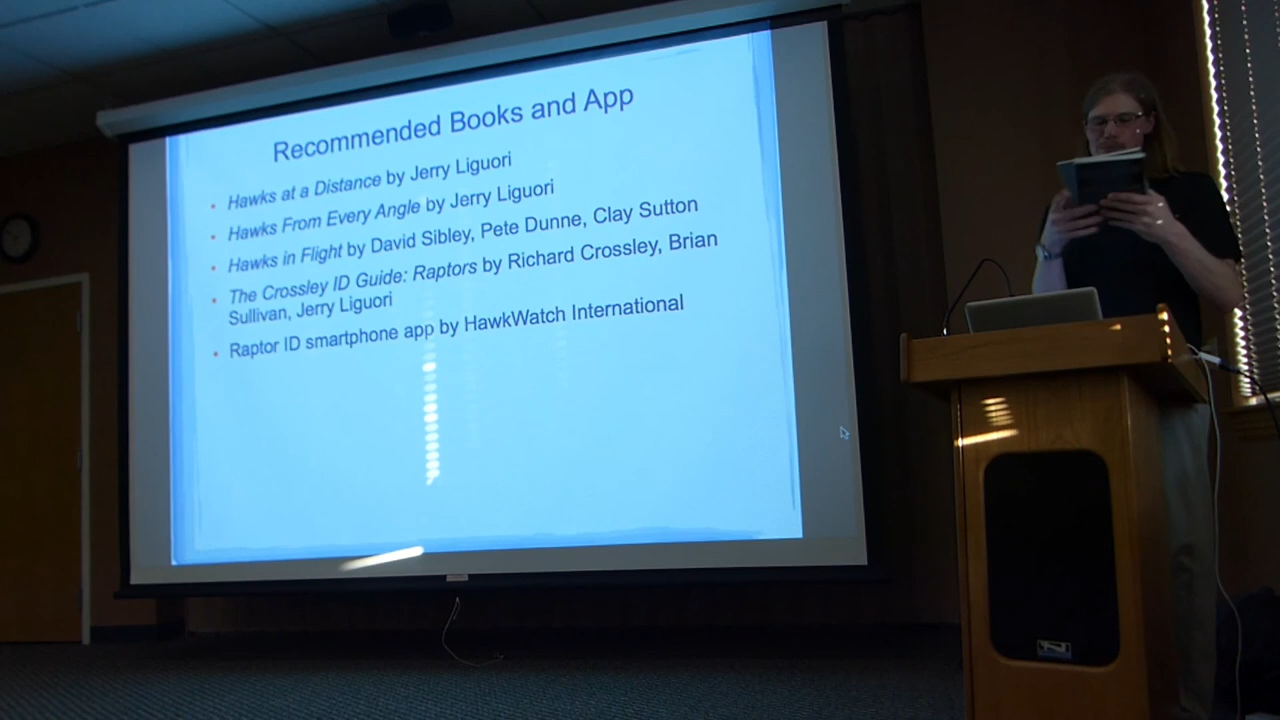 Recommended Books and App
• Hawks at a Distance by Jerry Liguori
• Hawks From Every Angle by Jerry Liguori
• Hawks in Flight by David Sibley, Pete Dunne, Clay Sutton
• The Crossley ID Guide: Raptors by Richard Crossley, Brian
Sullivan, Jerry Liguori
• Raptor ID smartphone app by HawkWatch International